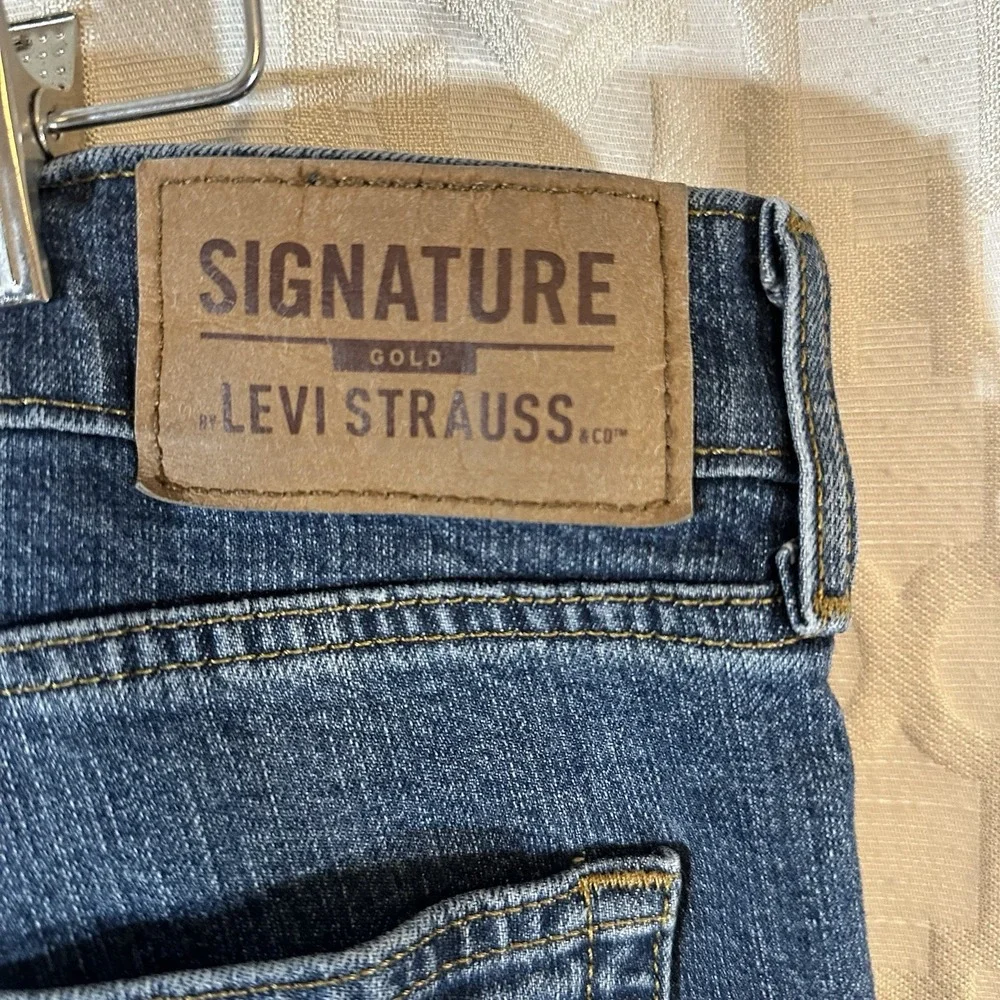 SIGNATURE
GOLD
BY LEVI STRAUSS & CO™